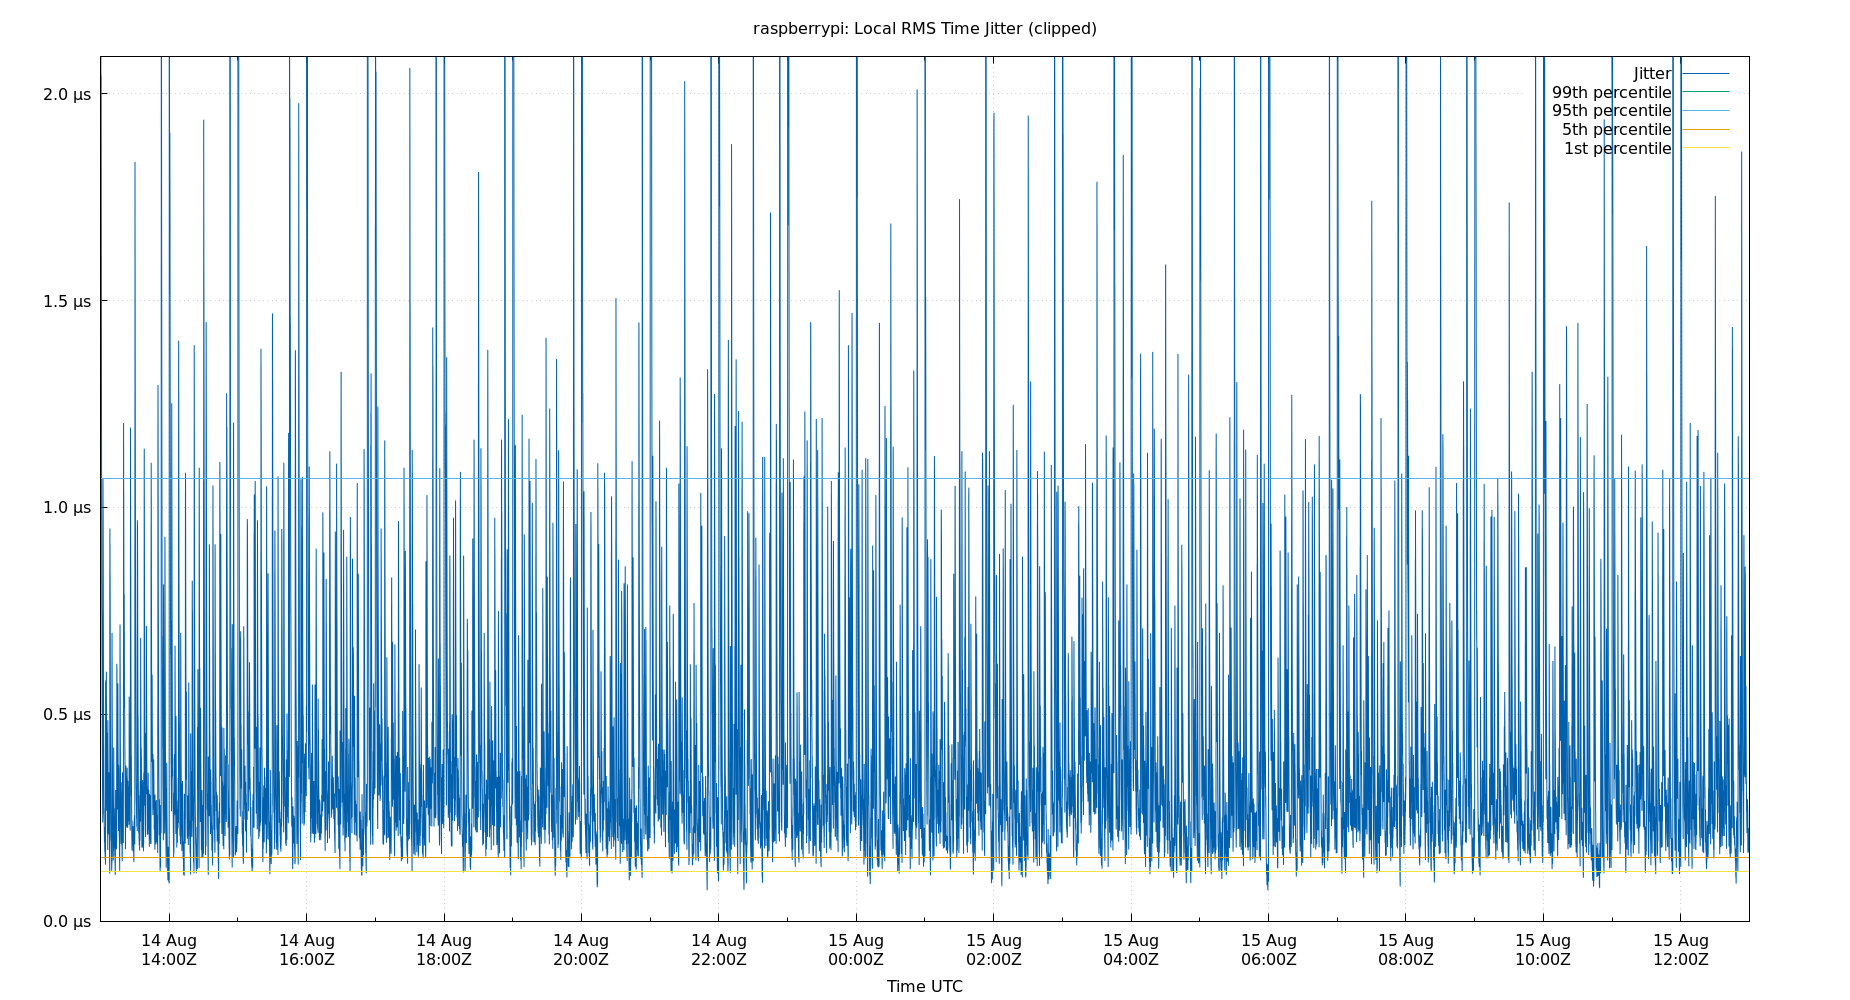 raspberrypi: Local RMS Time Jitter (clipped)
Jitter
99th percentile
95th percentile
5th percentile
1st percentile
2.0 μs
1.5 μs
1.0 μs
0.5 μs
0.0 μs
14 Aug 14 Aug 14 Aug 14 Aug 14 Aug 15 Aug 15 Aug 15 Aug 15 Aug 15 Aug 15 Aug 15 Aug
14:00Z 16:00Z 18:00Z 20:00Z 22:00Z 00:00Z 02:00Z 04:00Z 06:00Z 08:00Z 10:00Z 12:00Z
Time UTC